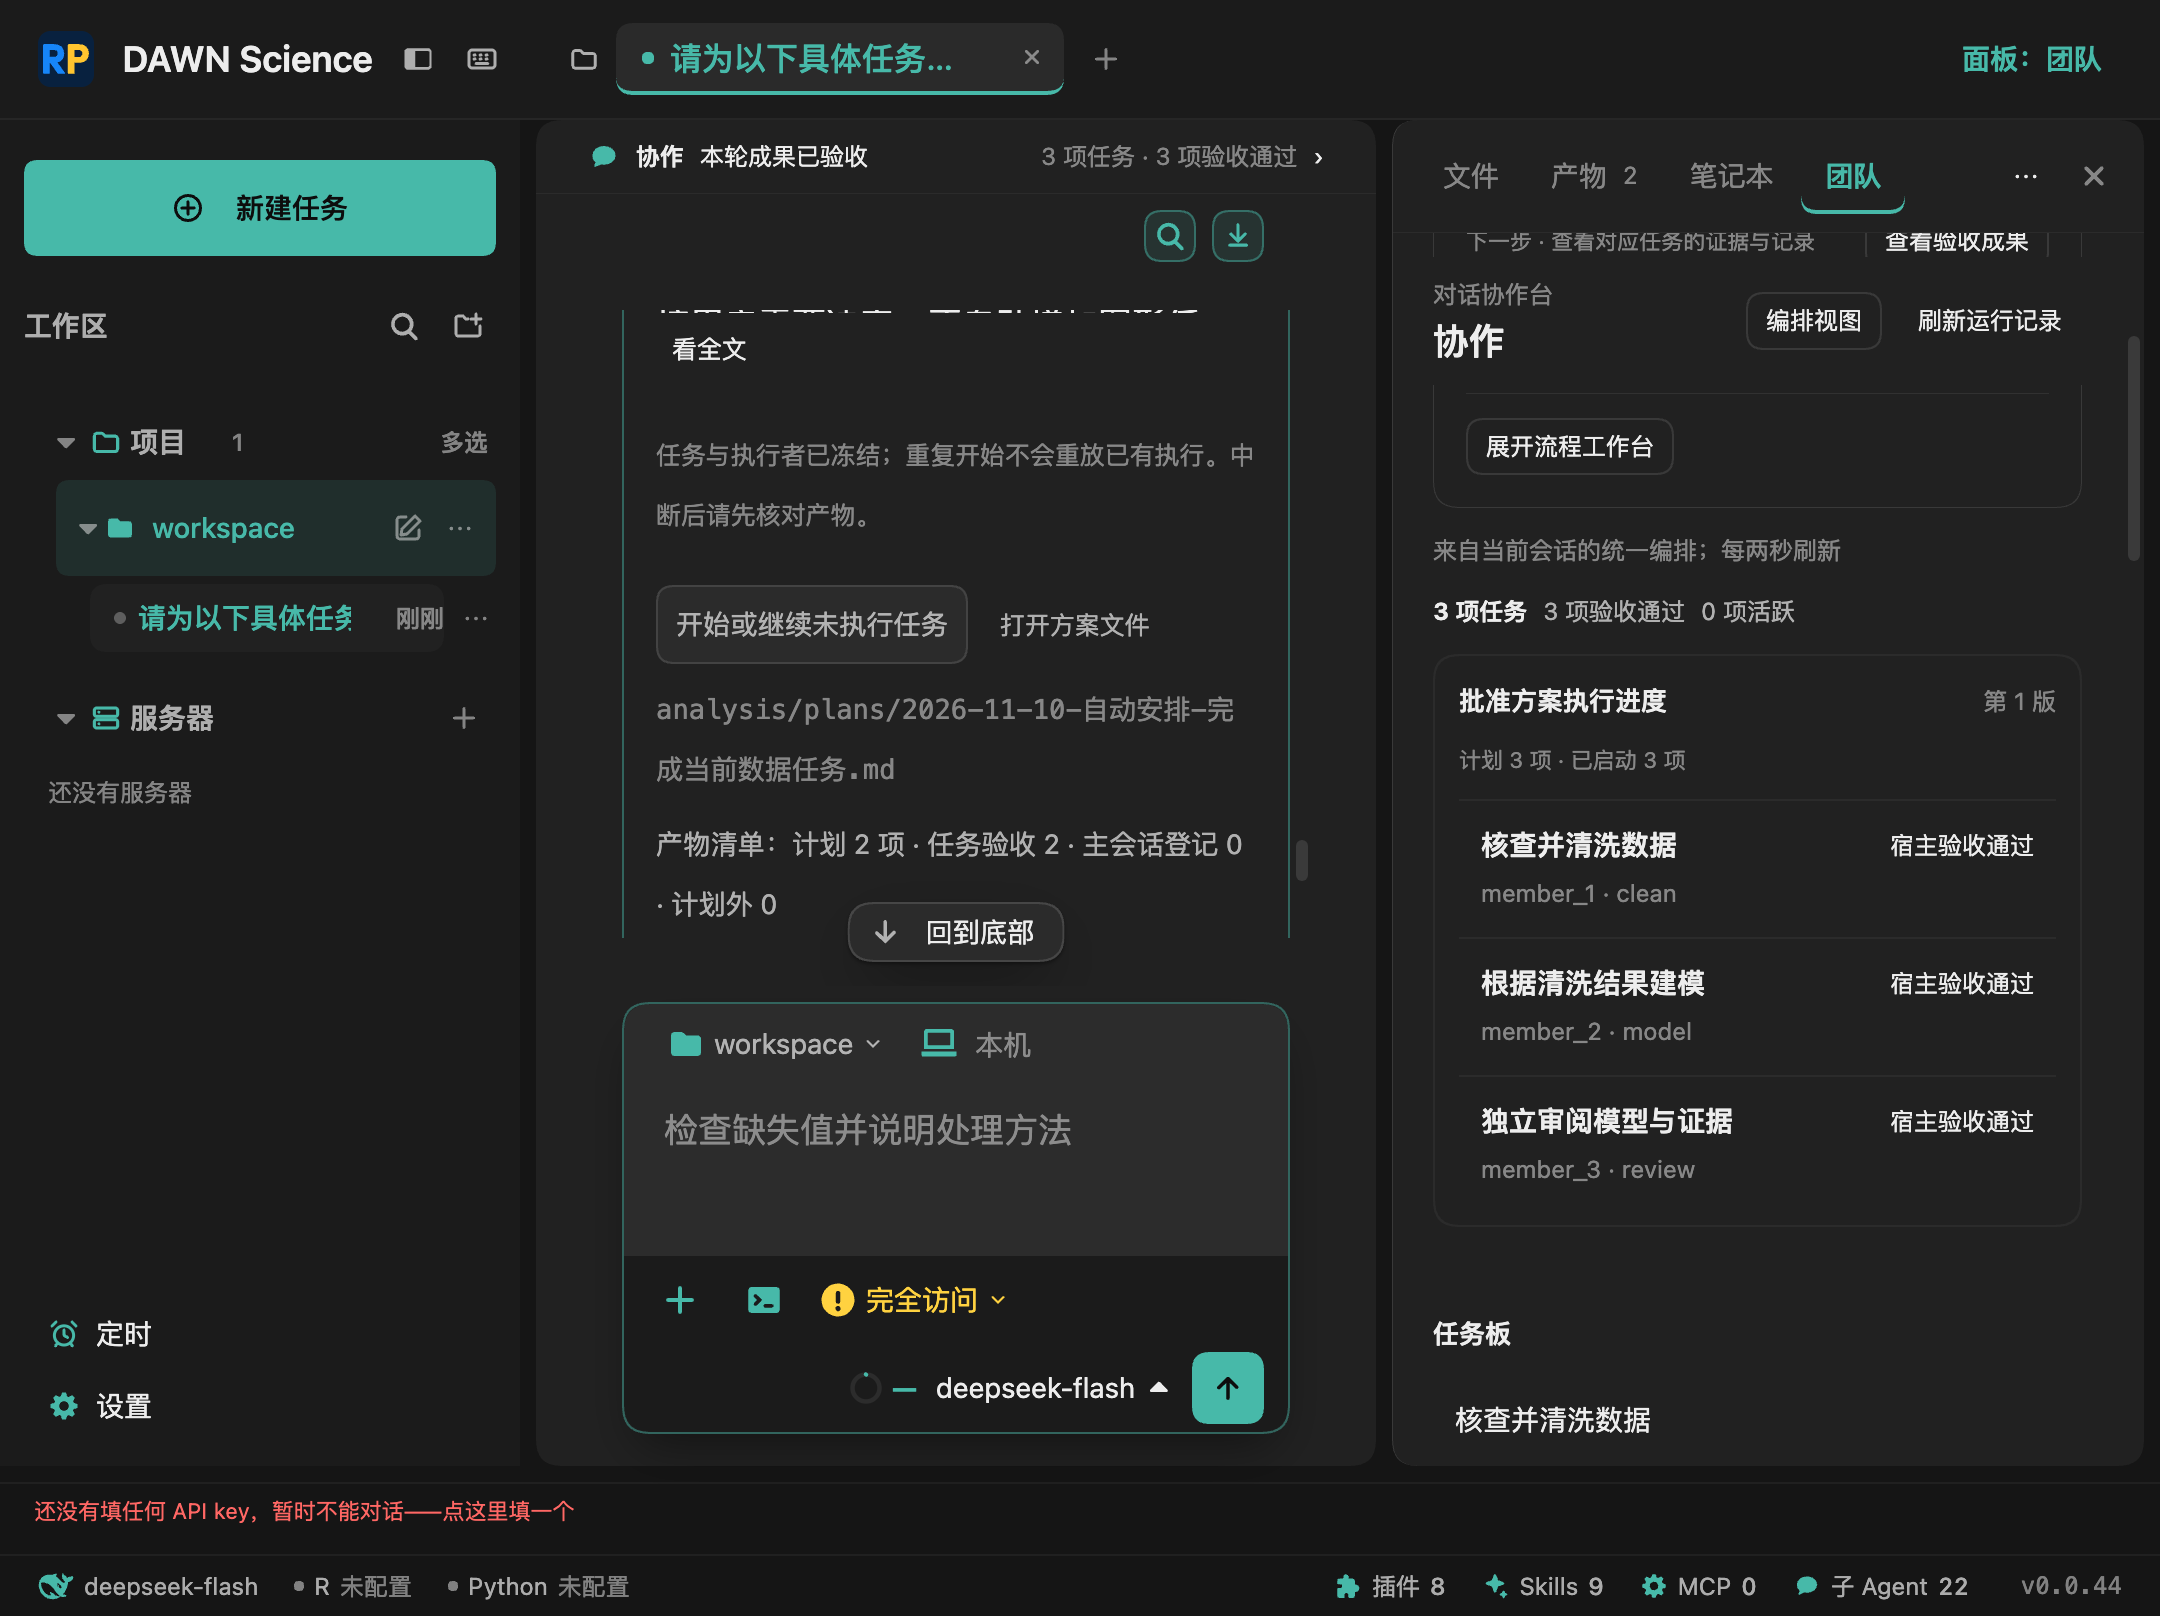 RP
DAWN Science
请为以下具体任务...
面板：团队
新建任务
工作区
项目 1
多选
workspace
请为以下具体任务
刚刚
服务器
还没有服务器
定时
设置
协作 本轮成果已验收
3 项任务 · 3 项验收通过
看全文
任务与执行者已冻结；重复开始不会重放已有执行。中
断后请先核对产物。
开始或继续未执行任务
打开方案文件
analysis/plans/2026-11-10-自动安排-完
成当前数据任务.md
产物清单：计划 2 项 · 任务验收 2 · 主会话登记 0
· 计划外 0
回到底部
workspace
本机
检查缺失值并说明处理方法
完全访问
deepseek-flash
文件
产物 2
笔记本
团队
下一步 · 查看对应任务的证据与记录
查看验收成果
对话协作台
协作
编排视图
刷新运行记录
展开流程工作台
来自当前会话的统一编排；每两秒刷新
3 项任务 3 项验收通过 0 项活跃
批准方案执行进度
第 1 版
计划 3 项 · 已启动 3 项
核查并清洗数据
宿主验收通过
member_1 · clean
根据清洗结果建模
宿主验收通过
member_2 · model
独立审阅模型与证据
宿主验收通过
member_3 · review
任务板
核查并清洗数据
还没有填任何 API key，暂时不能对话——点这里填一个
deepseek-flash
R 未配置
Python 未配置
插件 8
Skills 9
MCP 0
子 Agent 22
v0.0.44